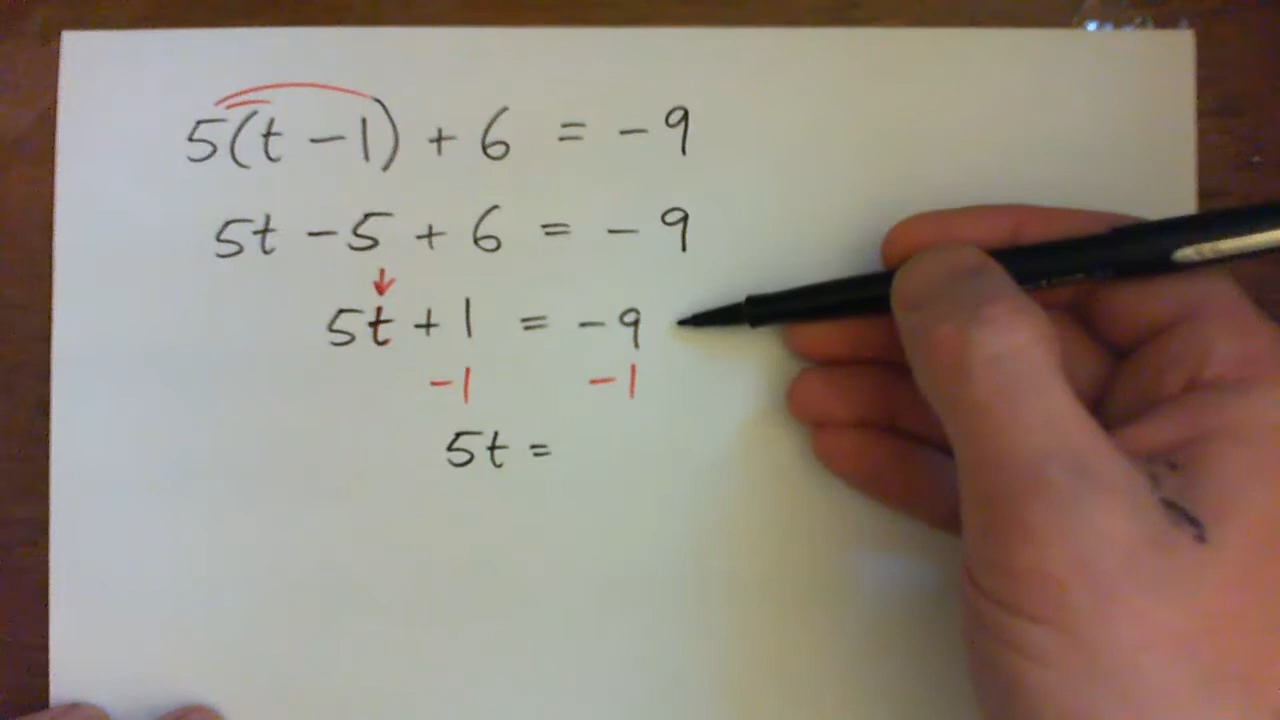 5(t - 1) + 6 = - 9
5t - 5 + 6 = - 9
5t + 1 = - 9
-1 -1
5t =